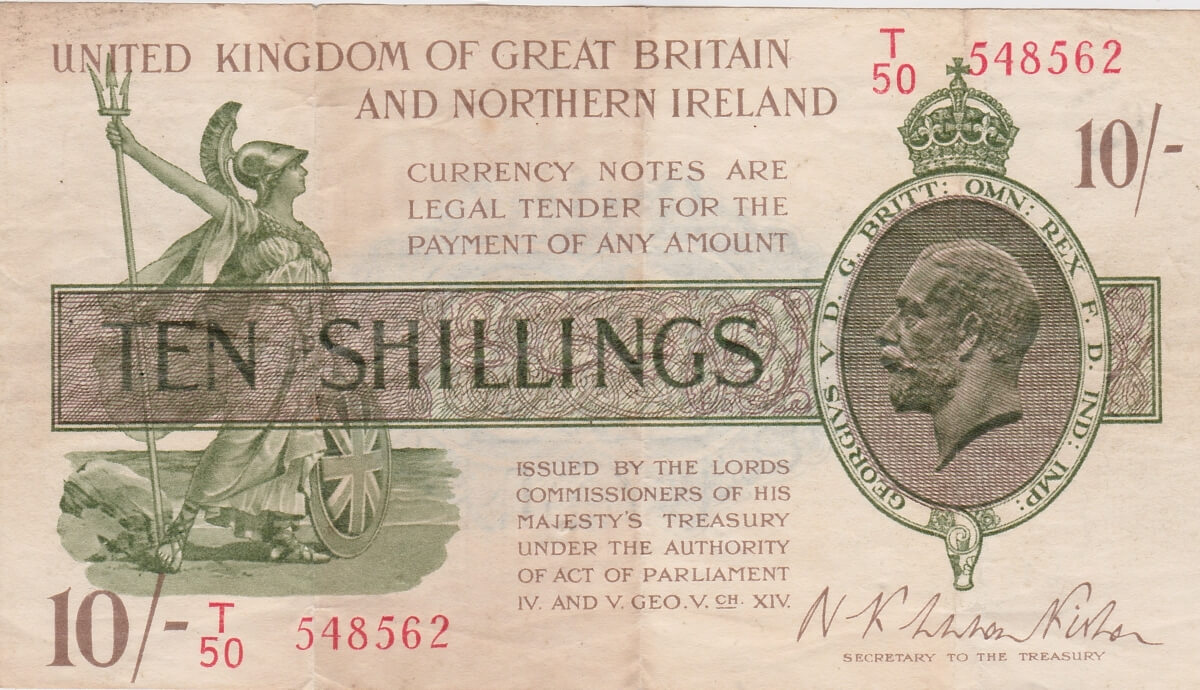 UNITED KINGDOM OF GREAT BRITAIN
AND NORTHERN IRELAND
T
50
548562
10/-
CURRENCY NOTES ARE
LEGAL TENDER FOR THE
PAYMENT OF ANY AMOUNT
GEORGIVS V D. G. BRITT: OMN: REX F. D. IND: IMP:
TEN SHILLINGS
ISSUED BY THE LORDS
COMMISSIONERS OF HIS
MAJESTY'S TREASURY
UNDER THE AUTHORITY
OF ACT OF PARLIAMENT
IV. AND V. GEO. V. CH. XIV.
10/-
T
50
548562
SECRETARY TO THE TREASURY